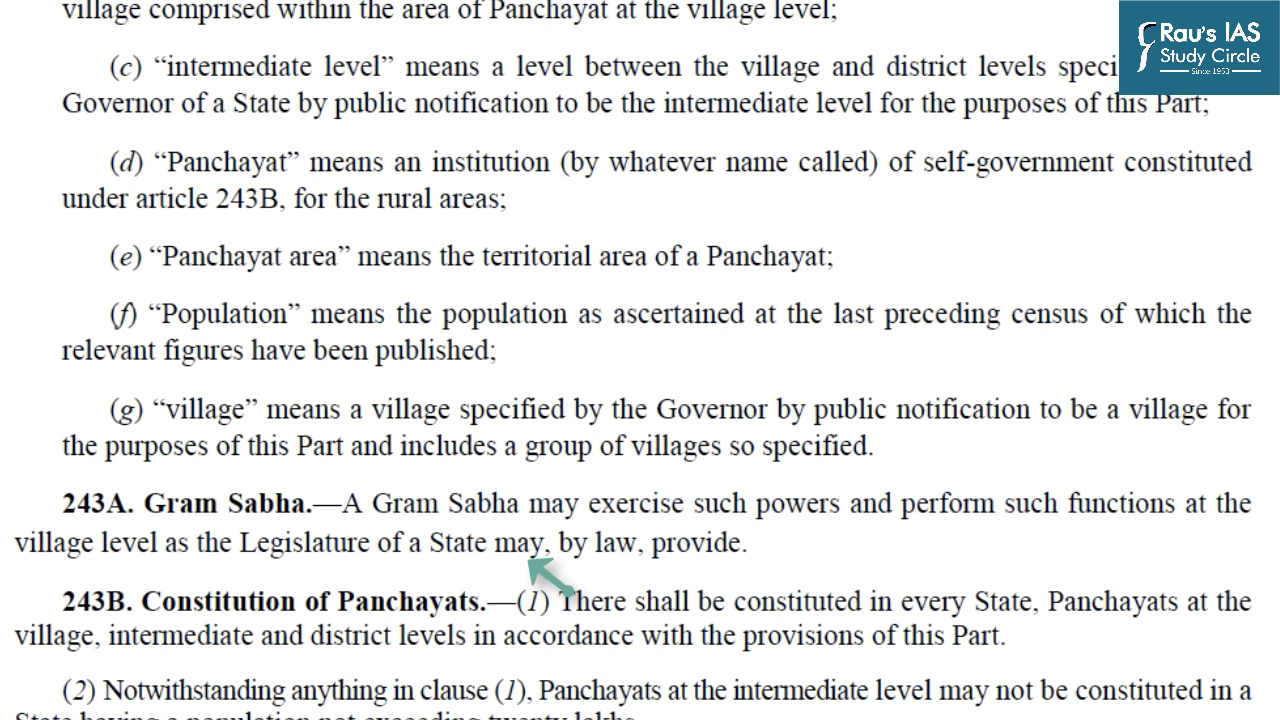 village comprised within the area of Panchayat at the village level;
Rau's IAS
Study Circle
Since 1953
(c) “intermediate level” means a level between the village and district levels speci
Governor of a State by public notification to be the intermediate level for the purposes of this Part;
(d) “Panchayat” means an institution (by whatever name called) of self-government constituted
under article 243B, for the rural areas;
(e) “Panchayat area” means the territorial area of a Panchayat;
(f) “Population” means the population as ascertained at the last preceding census of which the
relevant figures have been published;
(g) “village” means a village specified by the Governor by public notification to be a village for
the purposes of this Part and includes a group of villages so specified.
243A. Gram Sabha.—A Gram Sabha may exercise such powers and perform such functions at the
village level as the Legislature of a State may, by law, provide.
243B. Constitution of Panchayats.—(1) There shall be constituted in every State, Panchayats at the
village, intermediate and district levels in accordance with the provisions of this Part.
(2) Notwithstanding anything in clause (1), Panchayats at the intermediate level may not be constituted in a
State having a population not exceeding twenty lakhs.